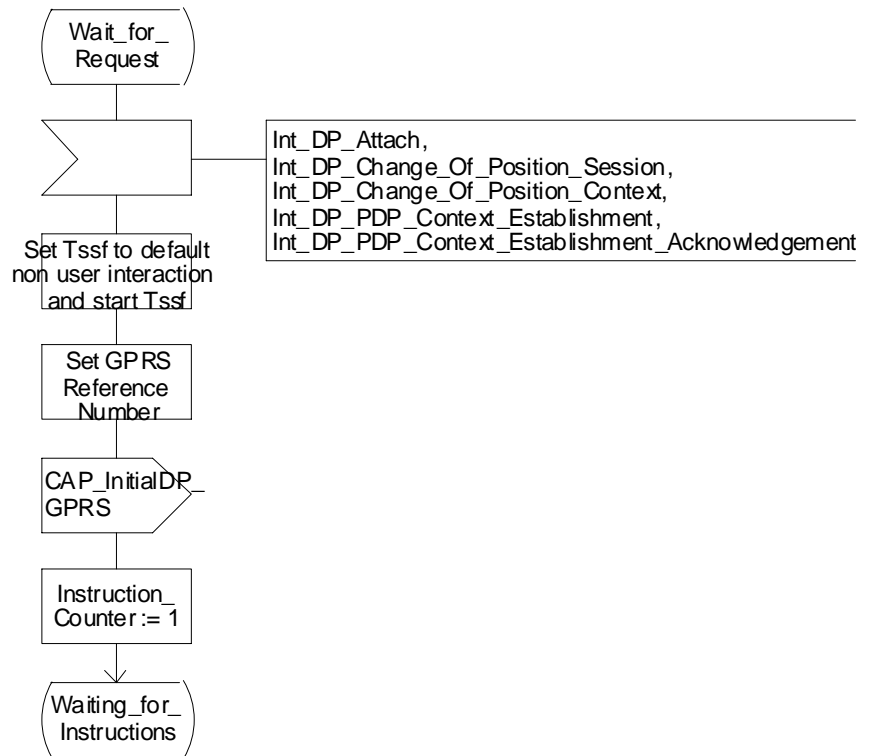 Wait_for_
Request
Int_DP_Attach,
Int_DP_Change_Of_Position_Session,
Int_DP_Change_Of_Position_Context,
Int_DP_PDP_Context_Establishment,
Int_DP_PDP_Context_Establishment_Acknowledgement
Set Tssf to default
non user interaction
and start Tssf
Set GPRS
Reference
Number
CAP_InitialDP_
GPRS
Instruction_
Counter := 1
Waiting_for_
Instructions